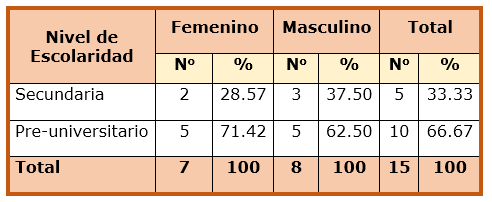 Nivel de Escolaridad Femenino Masculino Total
Nº % Nº % Nº %
Secundaria 2 28.57 3 37.50 5 33.33
Pre-universitario 5 71.42 5 62.50 10 66.67
Total 7 100 8 100 15 100